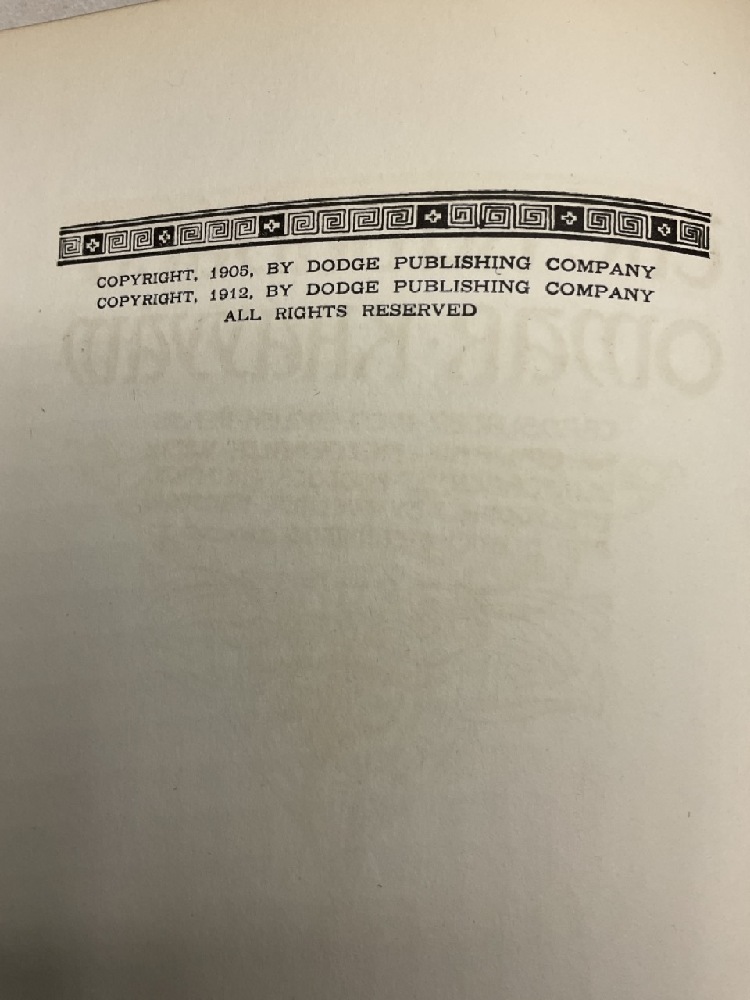 COPYRIGHT, 1905, BY DODGE PUBLISHING COMPANY
COPYRIGHT, 1912, BY DODGE PUBLISHING COMPANY
ALL RIGHTS RESERVED